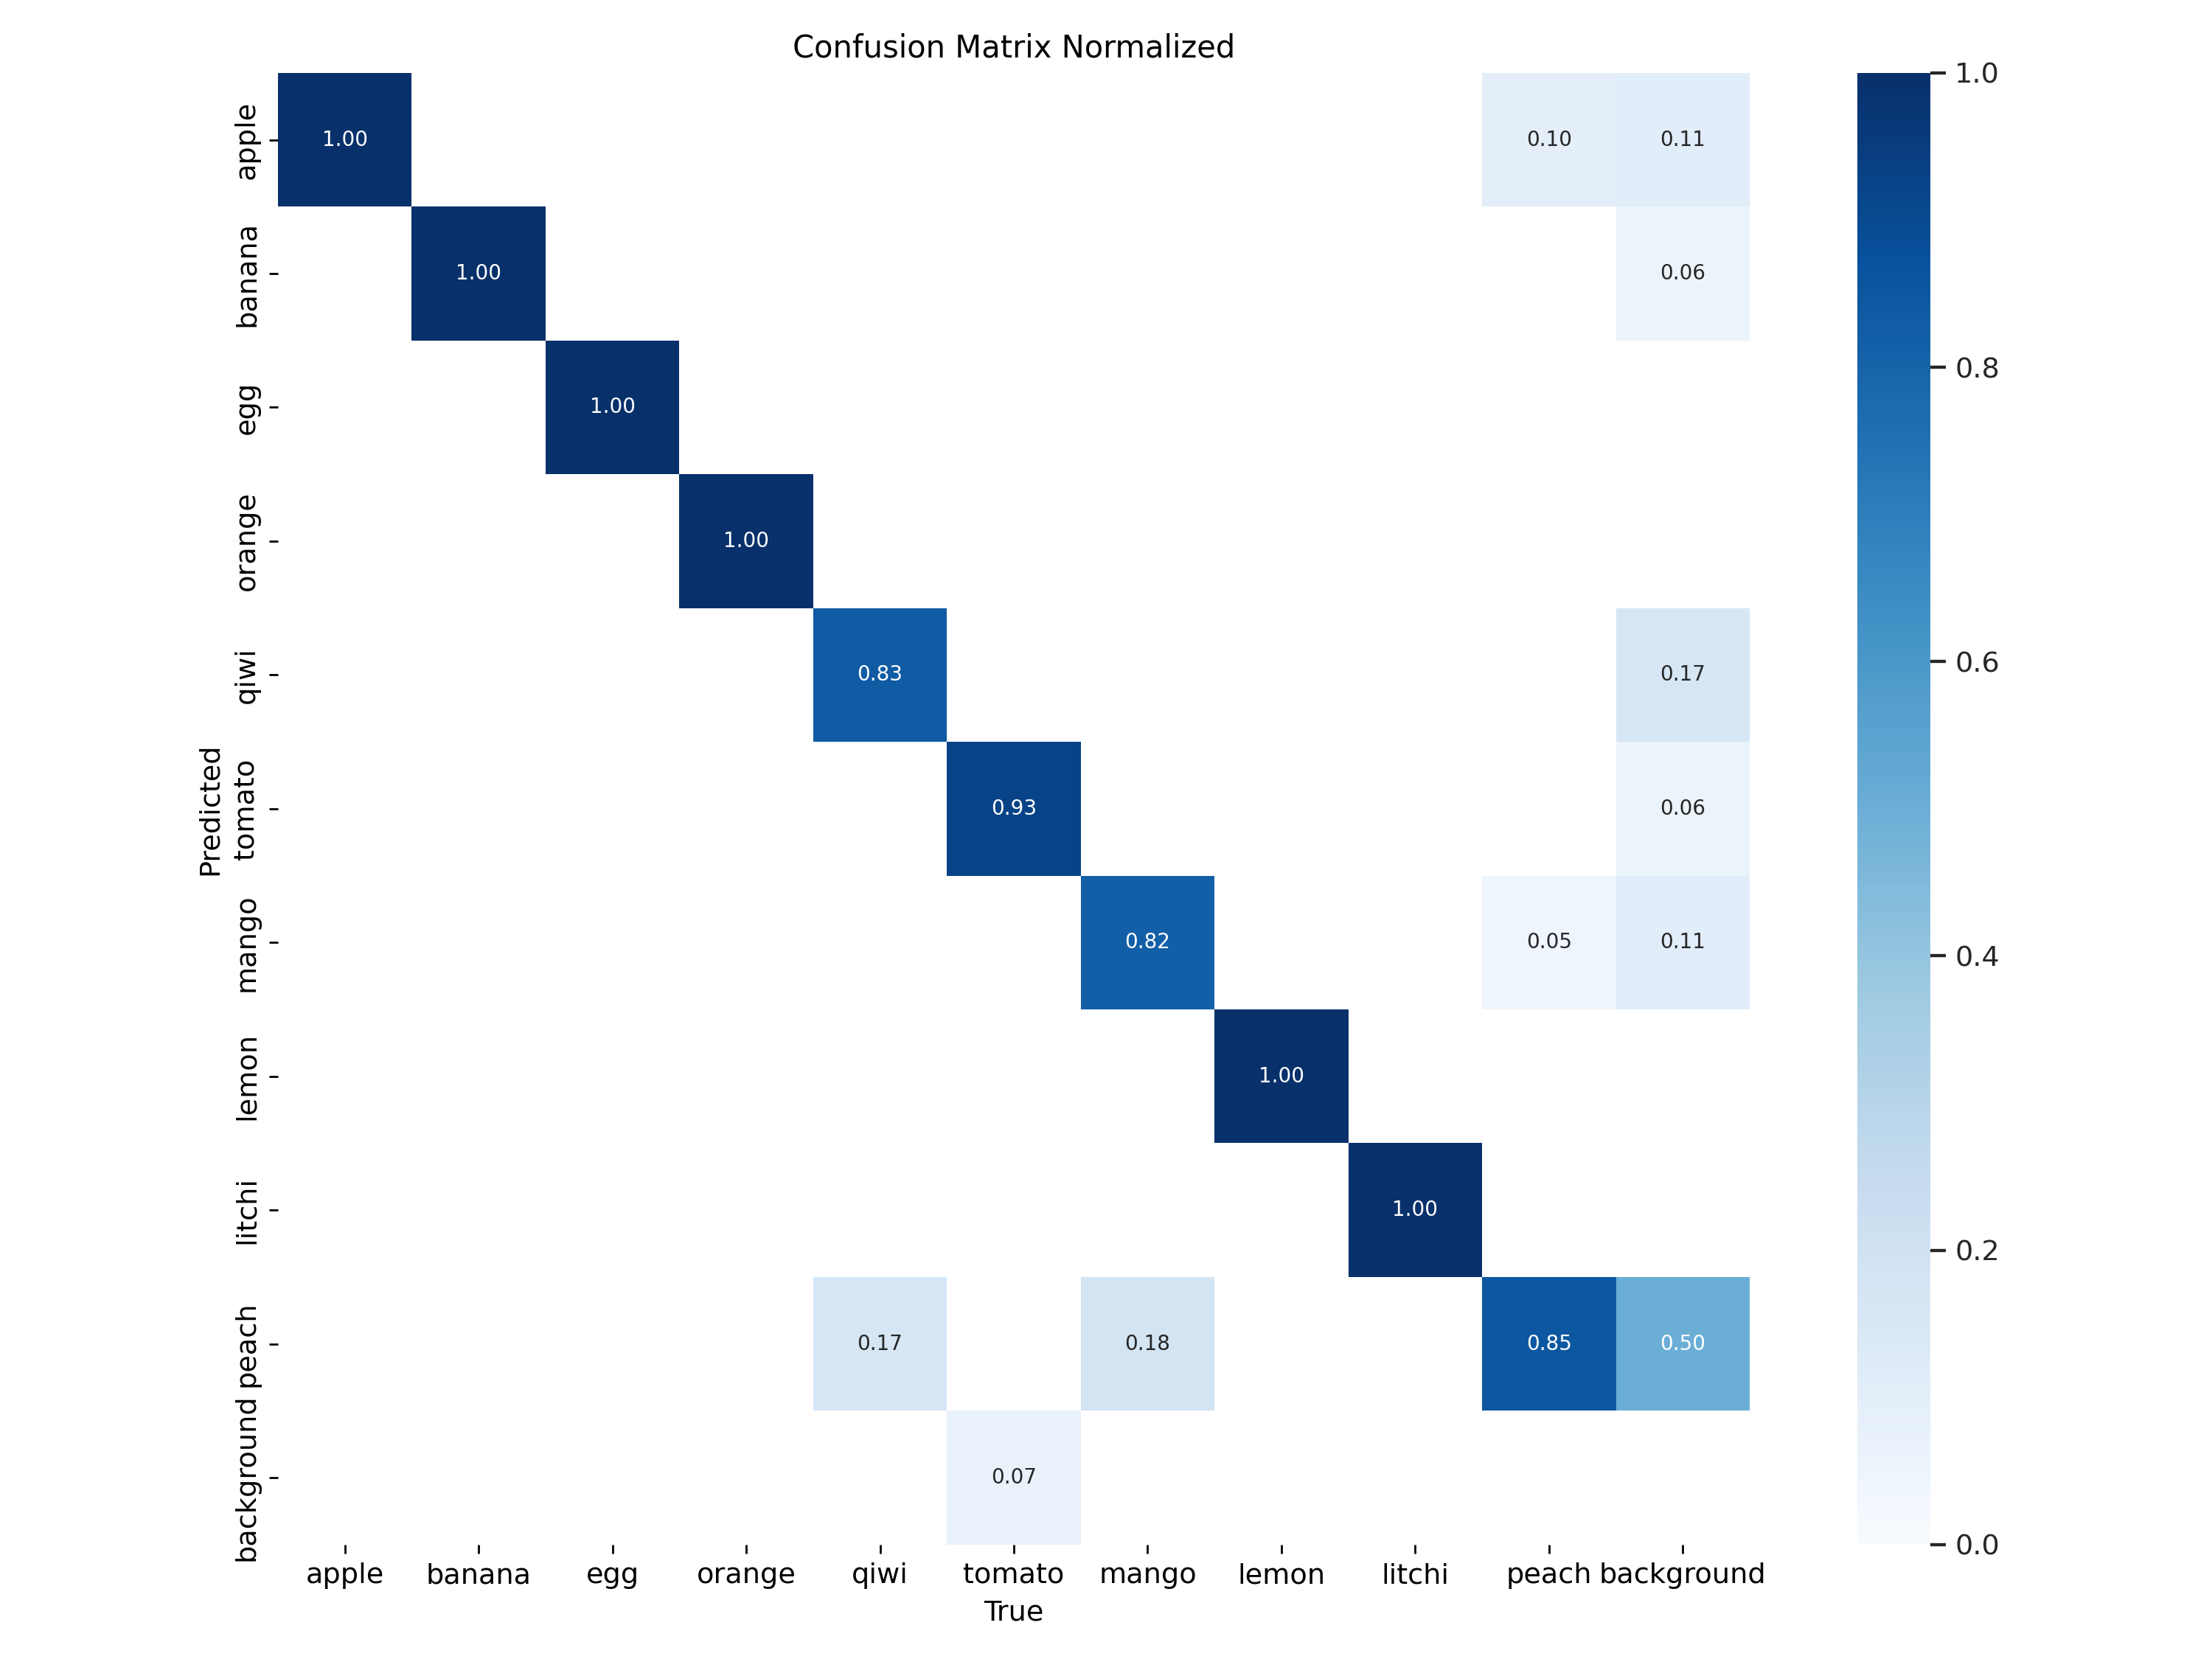 Confusion Matrix Normalized
apple
1.00
0.10
0.11
banana
1.00
0.06
egg
1.00
orange
1.00
qiwi
0.83
0.17
tomato
0.93
0.06
mango
0.82
0.05
0.11
lemon
1.00
litchi
1.00
peach
0.17
0.18
0.85
0.50
background
0.07
Predicted
apple banana egg orange qiwi tomato mango lemon litchi peach background
True
1.0
0.8
0.6
0.4
0.2
0.0